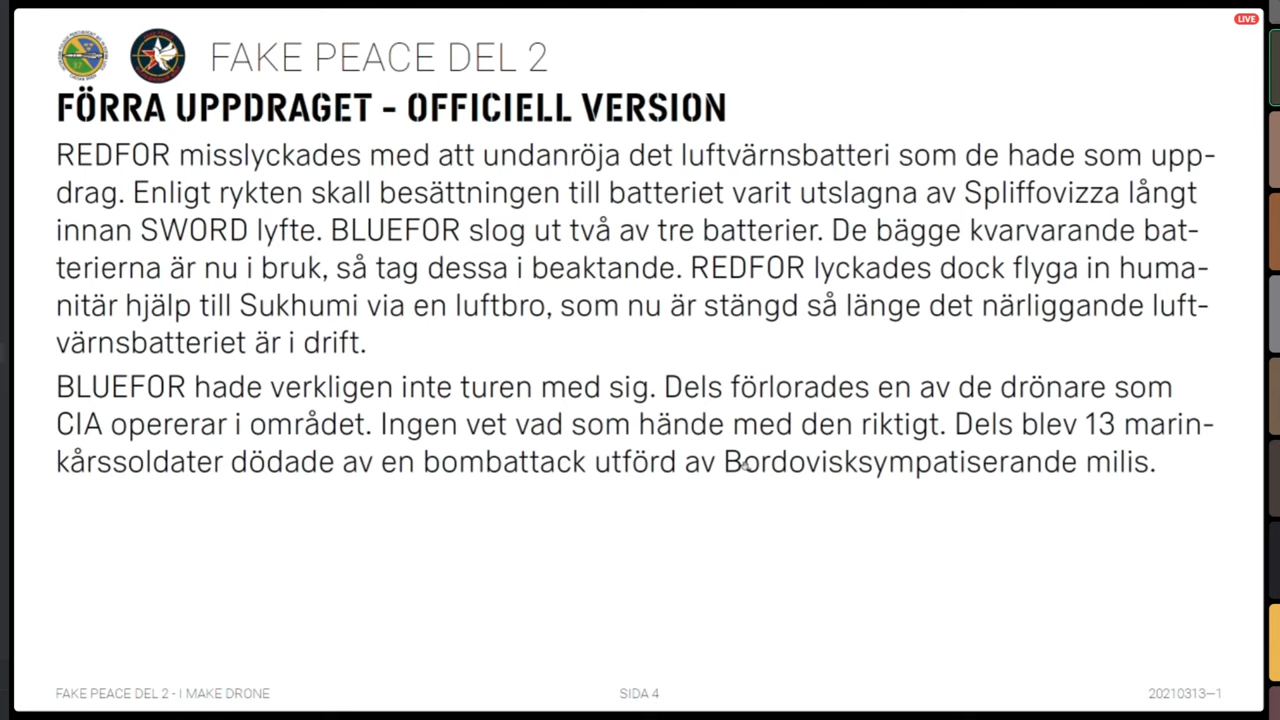 LIVE
FAKE PEACE DEL 2
FÖRRA UPPDRAGET - OFFICIELL VERSION
REDFOR misslyckades med att undanröja det luftvärnsbatteri som de hade som upp-
drag. Enligt rykten skall besättningen till batteriet varit utslagna av Spliffovizza långt
innan SWORD lyfte. BLUEFOR slog ut två av tre batterier. De bägge kvarvarande bat-
terierna är nu i bruk, så tag dessa i beaktande. REDFOR lyckades dock flyga in huma-
nitär hjälp till Sukhumi via en luftbro, som nu är stängd så länge det närliggande luft-
värnsbatteriet är i drift.
BLUEFOR hade verkligen inte turen med sig. Dels förlorades en av de drönare som
CIA opererar i området. Ingen vet vad som hände med den riktigt. Dels blev 13 marin-
kårssoldater dödade av en bombattack utförd av Bordovisksympatiserande milis.
FAKE PEACE DEL 2 - I MAKE DRONE
SIDA 4
20210313—1